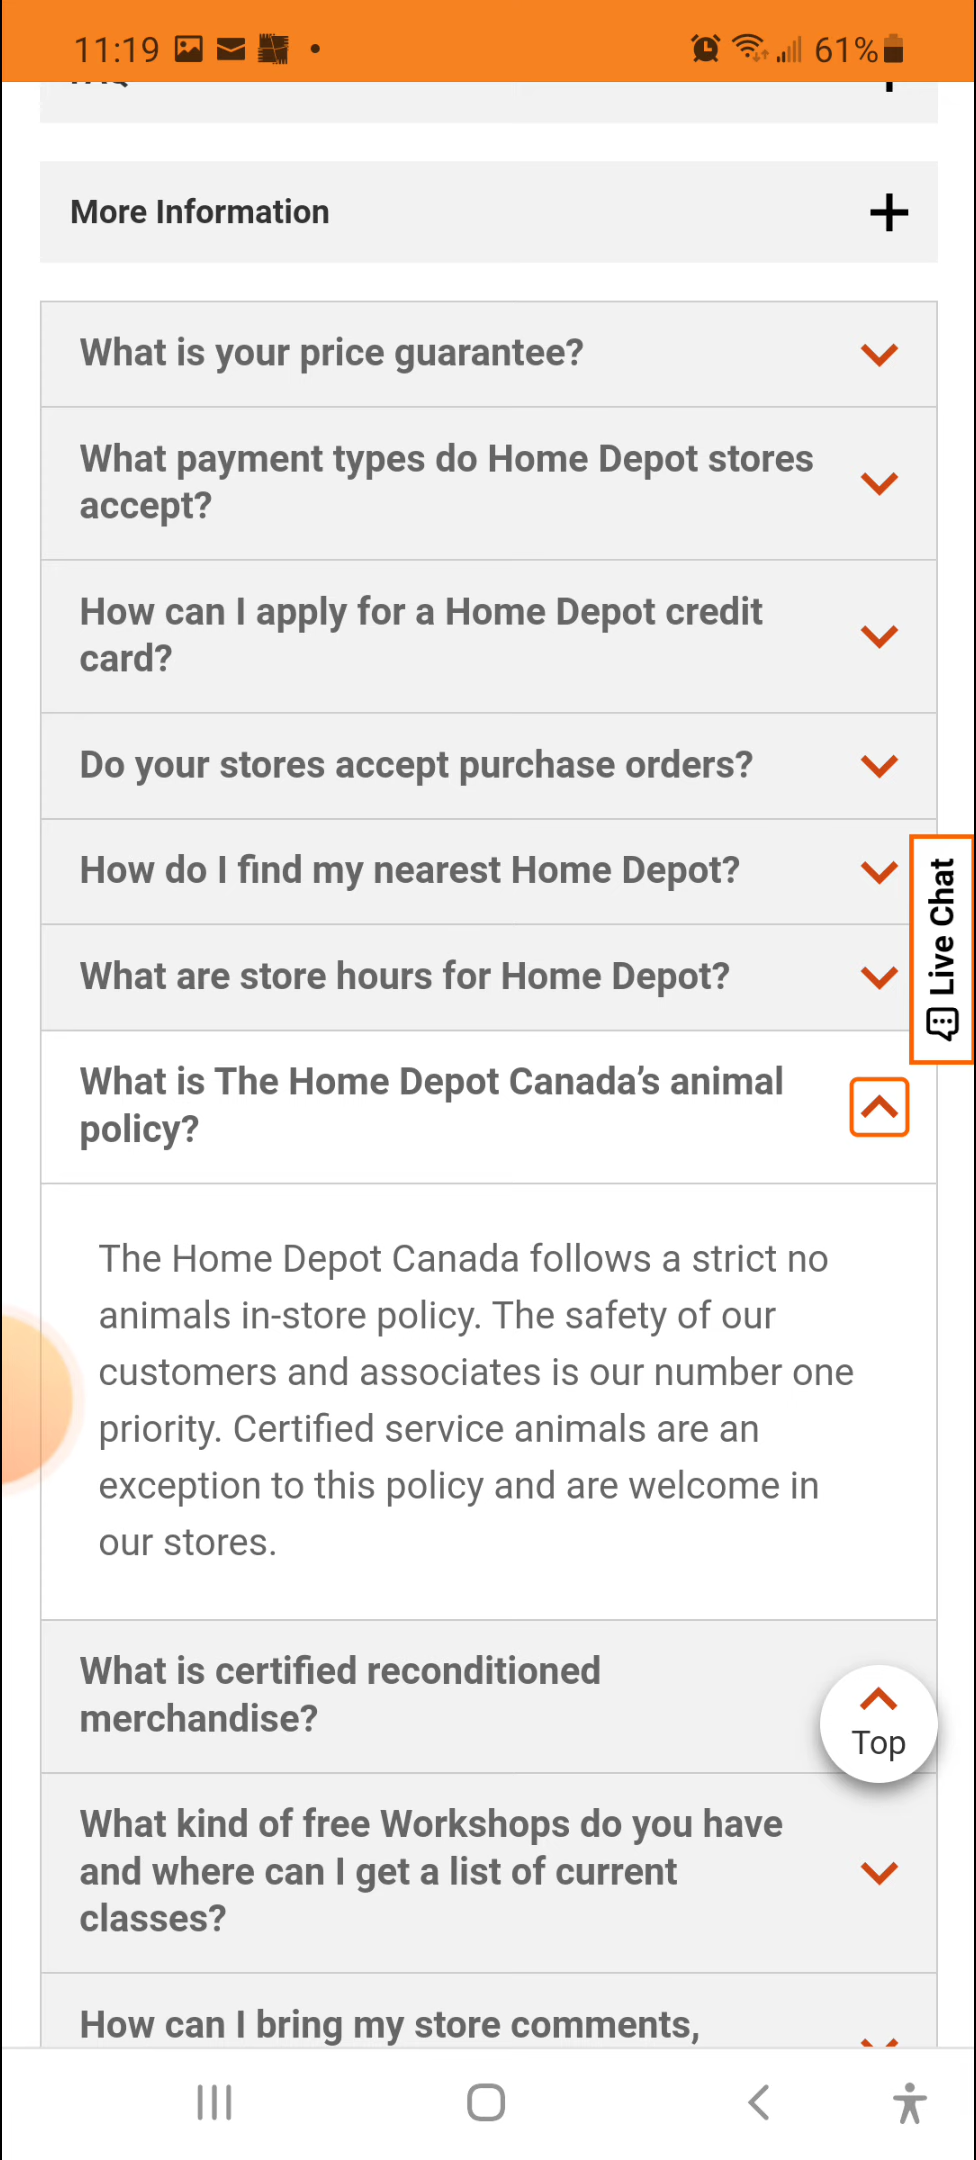 11:19
61%
More Information
What is your price guarantee?
What payment types do Home Depot stores
accept?
How can I apply for a Home Depot credit
card?
Do your stores accept purchase orders?
How do I find my nearest Home Depot?
Live Chat
What are store hours for Home Depot?
What is The Home Depot Canada’s animal
policy?
The Home Depot Canada follows a strict no
animals in-store policy. The safety of our
customers and associates is our number one
priority. Certified service animals are an
exception to this policy and are welcome in
our stores.
What is certified reconditioned
merchandise?
Top
What kind of free Workshops do you have
and where can I get a list of current
classes?
How can I bring my store comments,